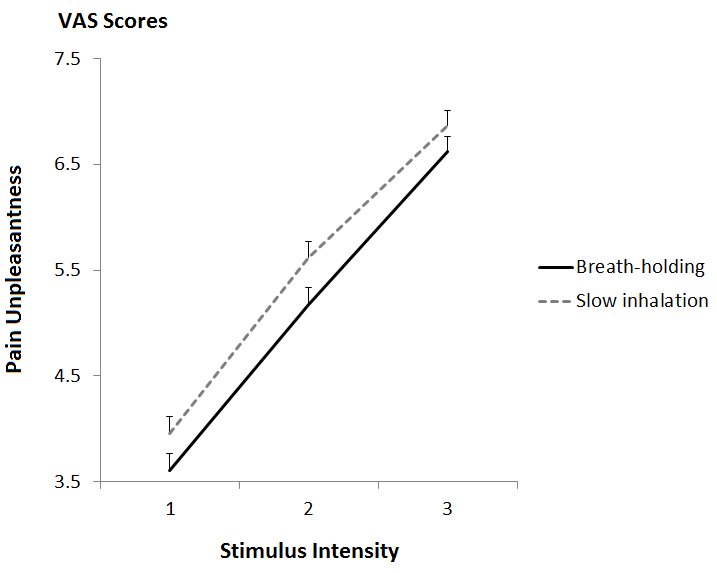 VAS Scores
7.5
6.5
5.5
4.5
3.5
Pain Unpleasantness
1 2 3
Stimulus Intensity
Breath-holding
Slow inhalation